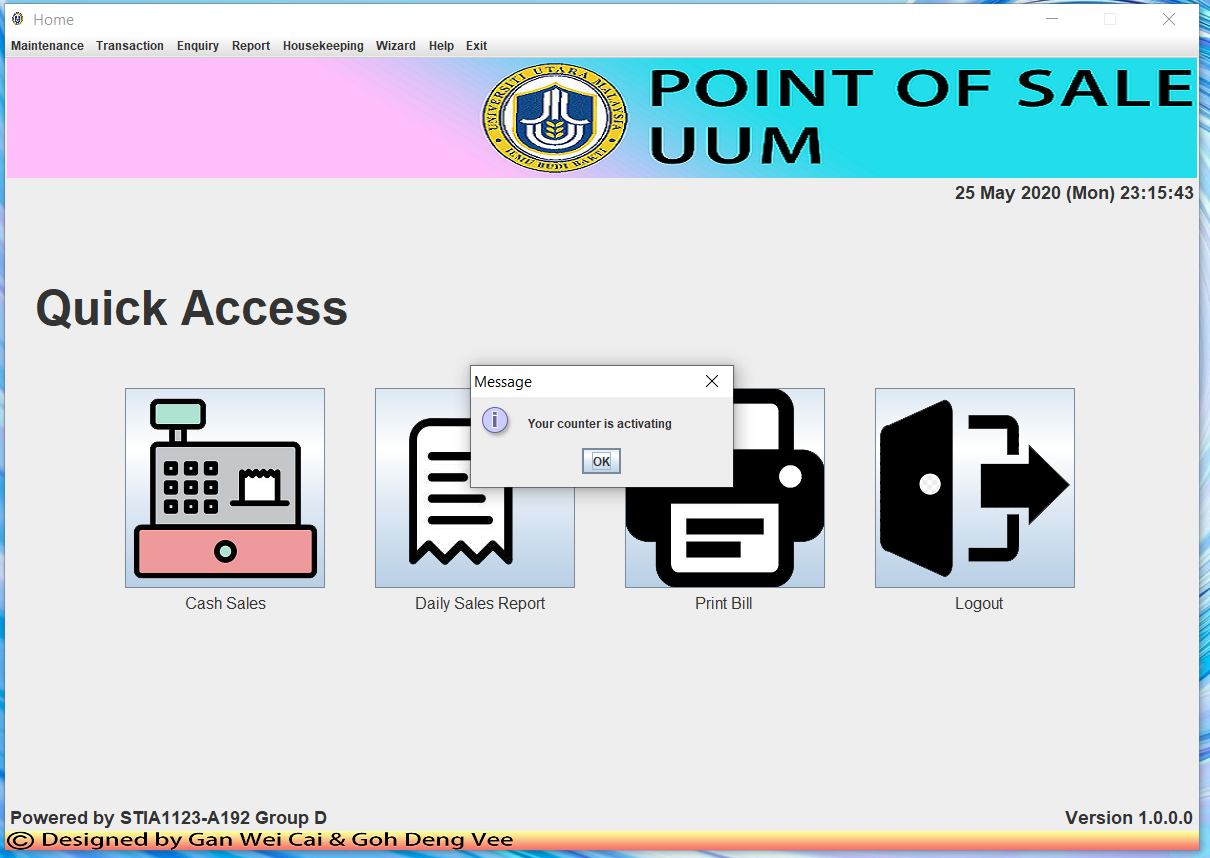 Home
Maintenance Transaction Enquiry Report Housekeeping Wizard Help Exit
UNIVERSITI UTARA MALAYSIA
ILMU BUDI BAKTI
POINT OF SALE
UUM
25 May 2020 (Mon) 23:15:43
Quick Access
Message
i
Your counter is activating
OK
Cash Sales
Daily Sales Report
Print Bill
Logout
Powered by STIA1123-A192 Group D
Version 1.0.0.0
© Designed by Gan Wei Cai & Goh Deng Vee